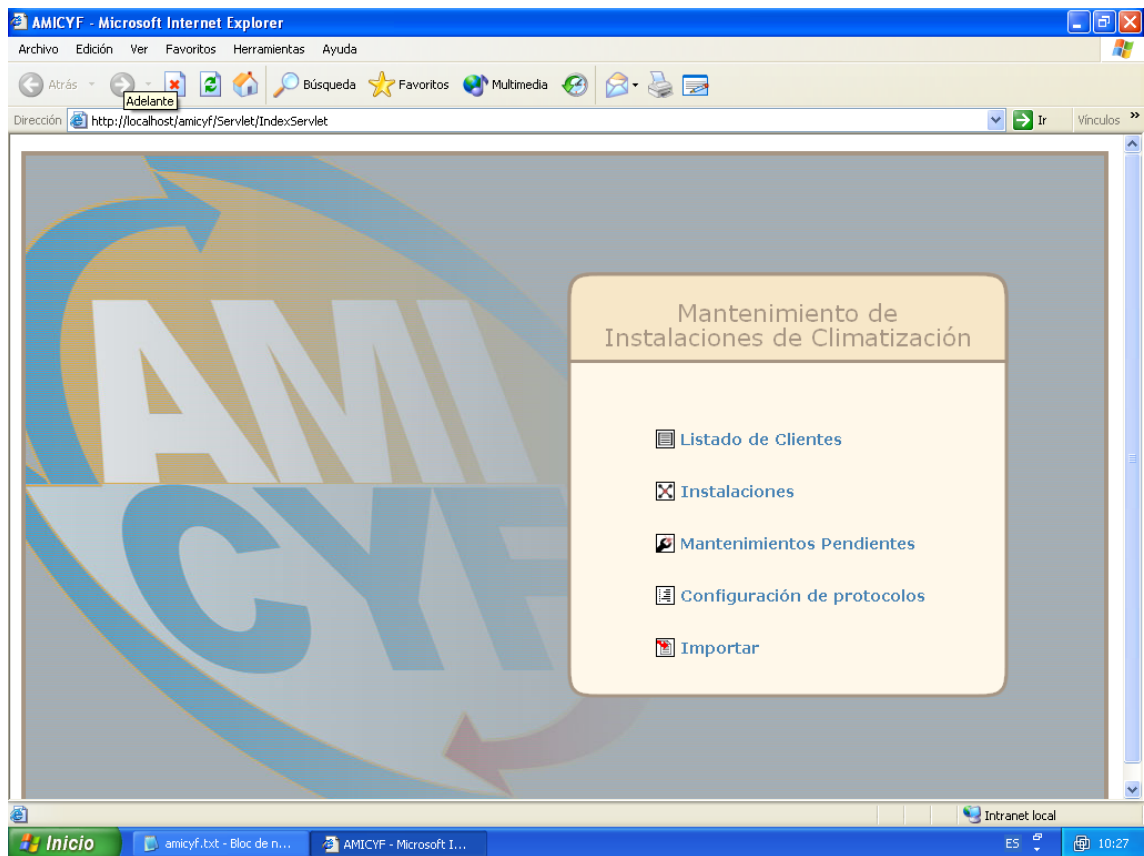 AMICYF - Microsoft Internet Explorer
Archivo Edición Ver Favoritos Herramientas Ayuda
Atrás Búsqueda Favoritos Multimedia
Adelante
Dirección http://localhost/amicyf/Servlet/IndexServlet Ir Vínculos »
AMI
CYF
Mantenimiento de
Instalaciones de Climatización
Listado de Clientes
Instalaciones
Mantenimientos Pendientes
Configuración de protocolos
Importar
Intranet local
Inicio amicyf.txt - Bloc de n... AMICYF - Microsoft I... ES 10:27